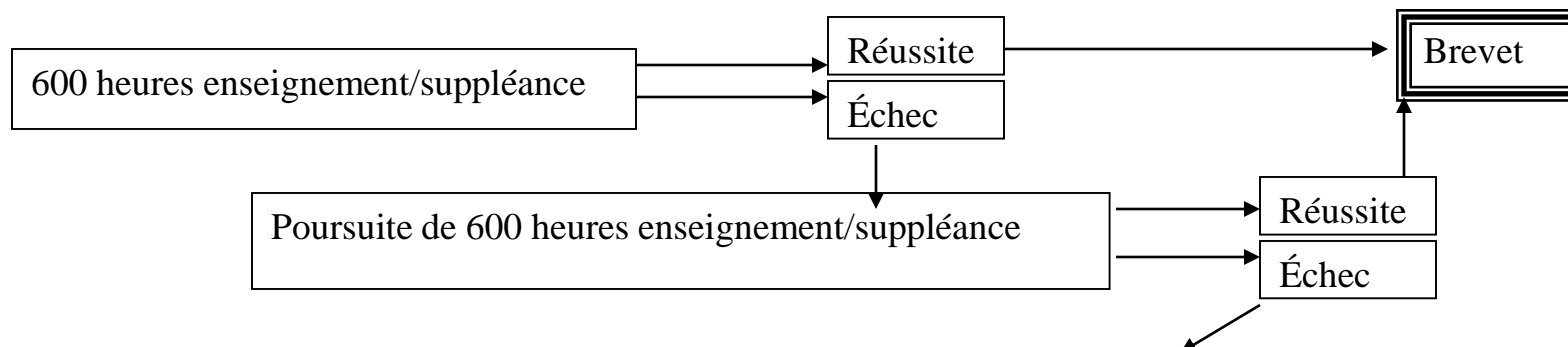 600 heures enseignement/suppléance
Réussite
Échec
Brevet
Poursuite de 600 heures enseignement/suppléance
Réussite
Échec